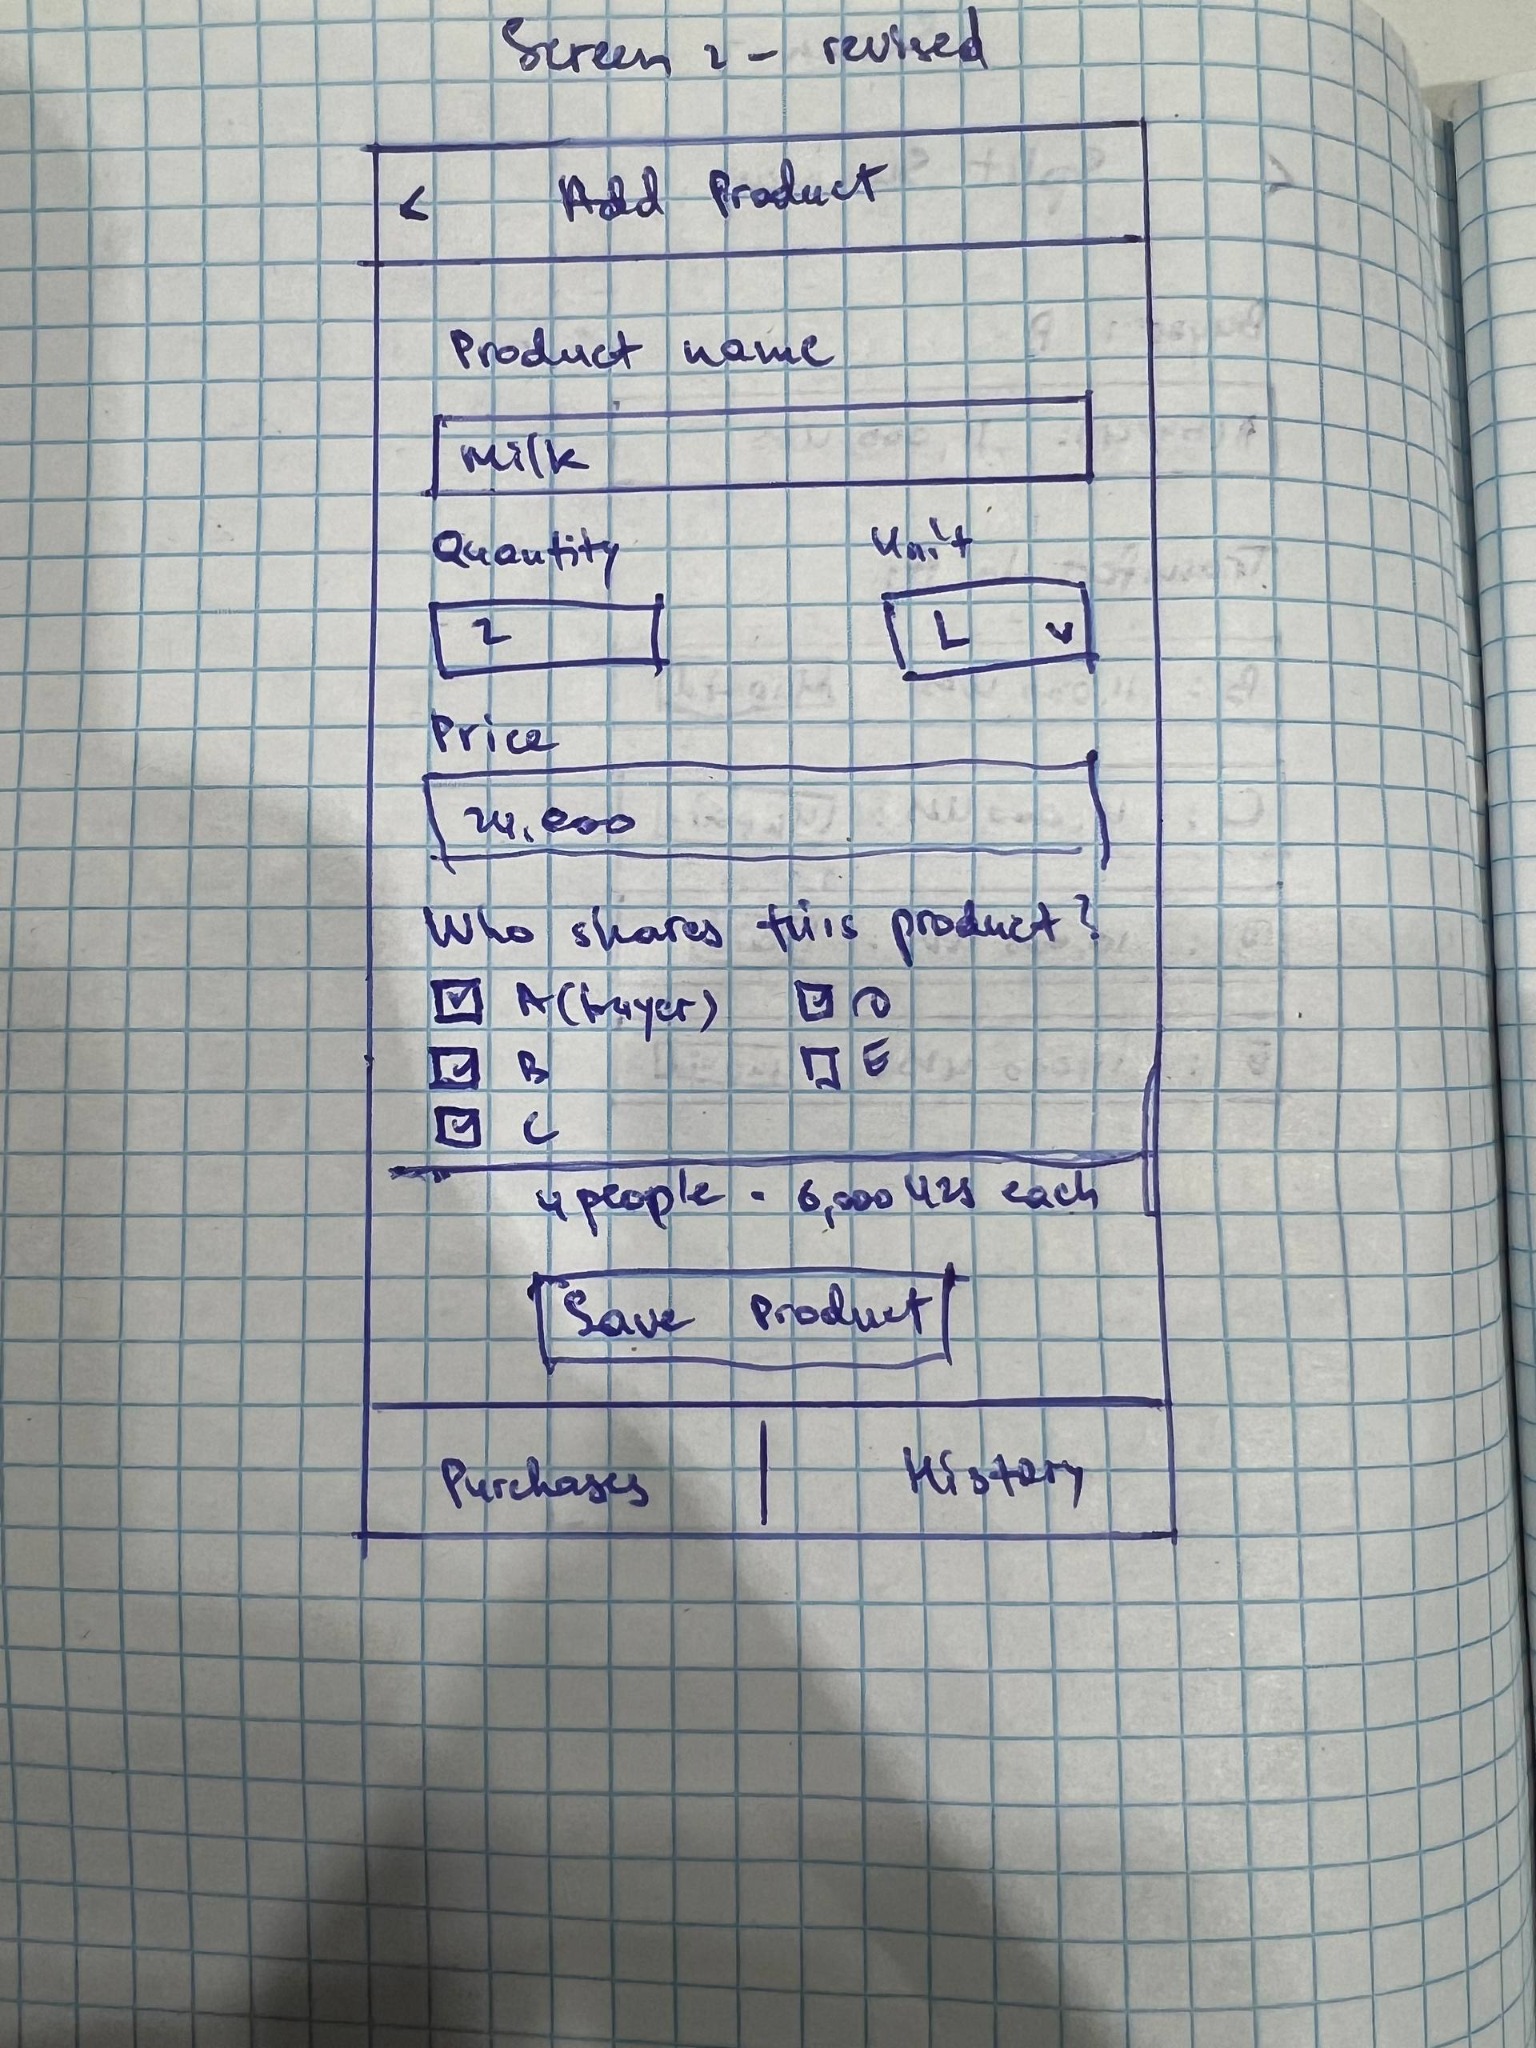 Screen 2 - revised
< Add Product
Product name
Milk
Quantity Unit
2 L v
Price
24,000
Who shares this product?
A (buyer) D
B E
C
4 people - 6,000 UZS each
Save Product
Purchases | History